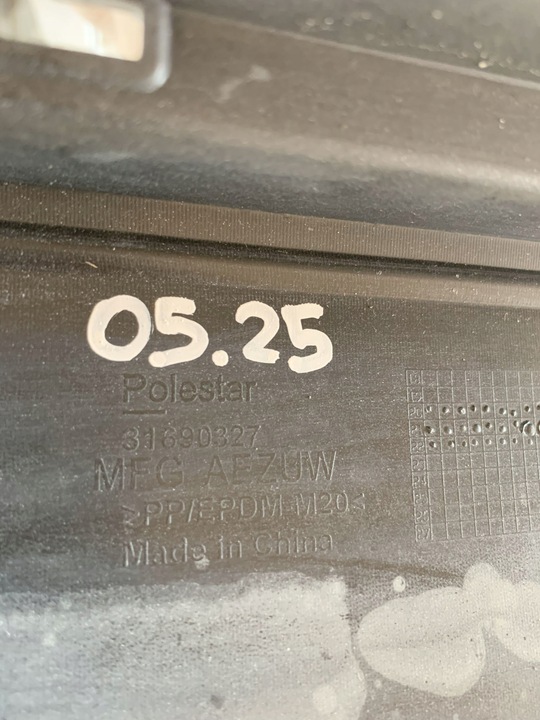 05.25
Polestar
31690327
MFG AEZUW
>PP/EPDM-M20<
Made in China